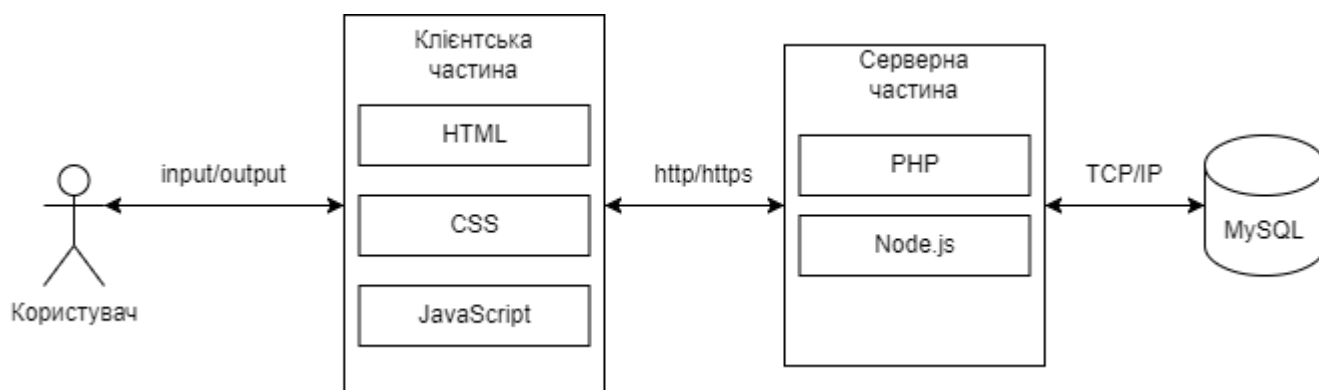 Користувач
input/output
Клієнтська
частина
HTML
CSS
JavaScript
http/https
Серверна
частина
PHP
Node.js
TCP/IP
MySQL